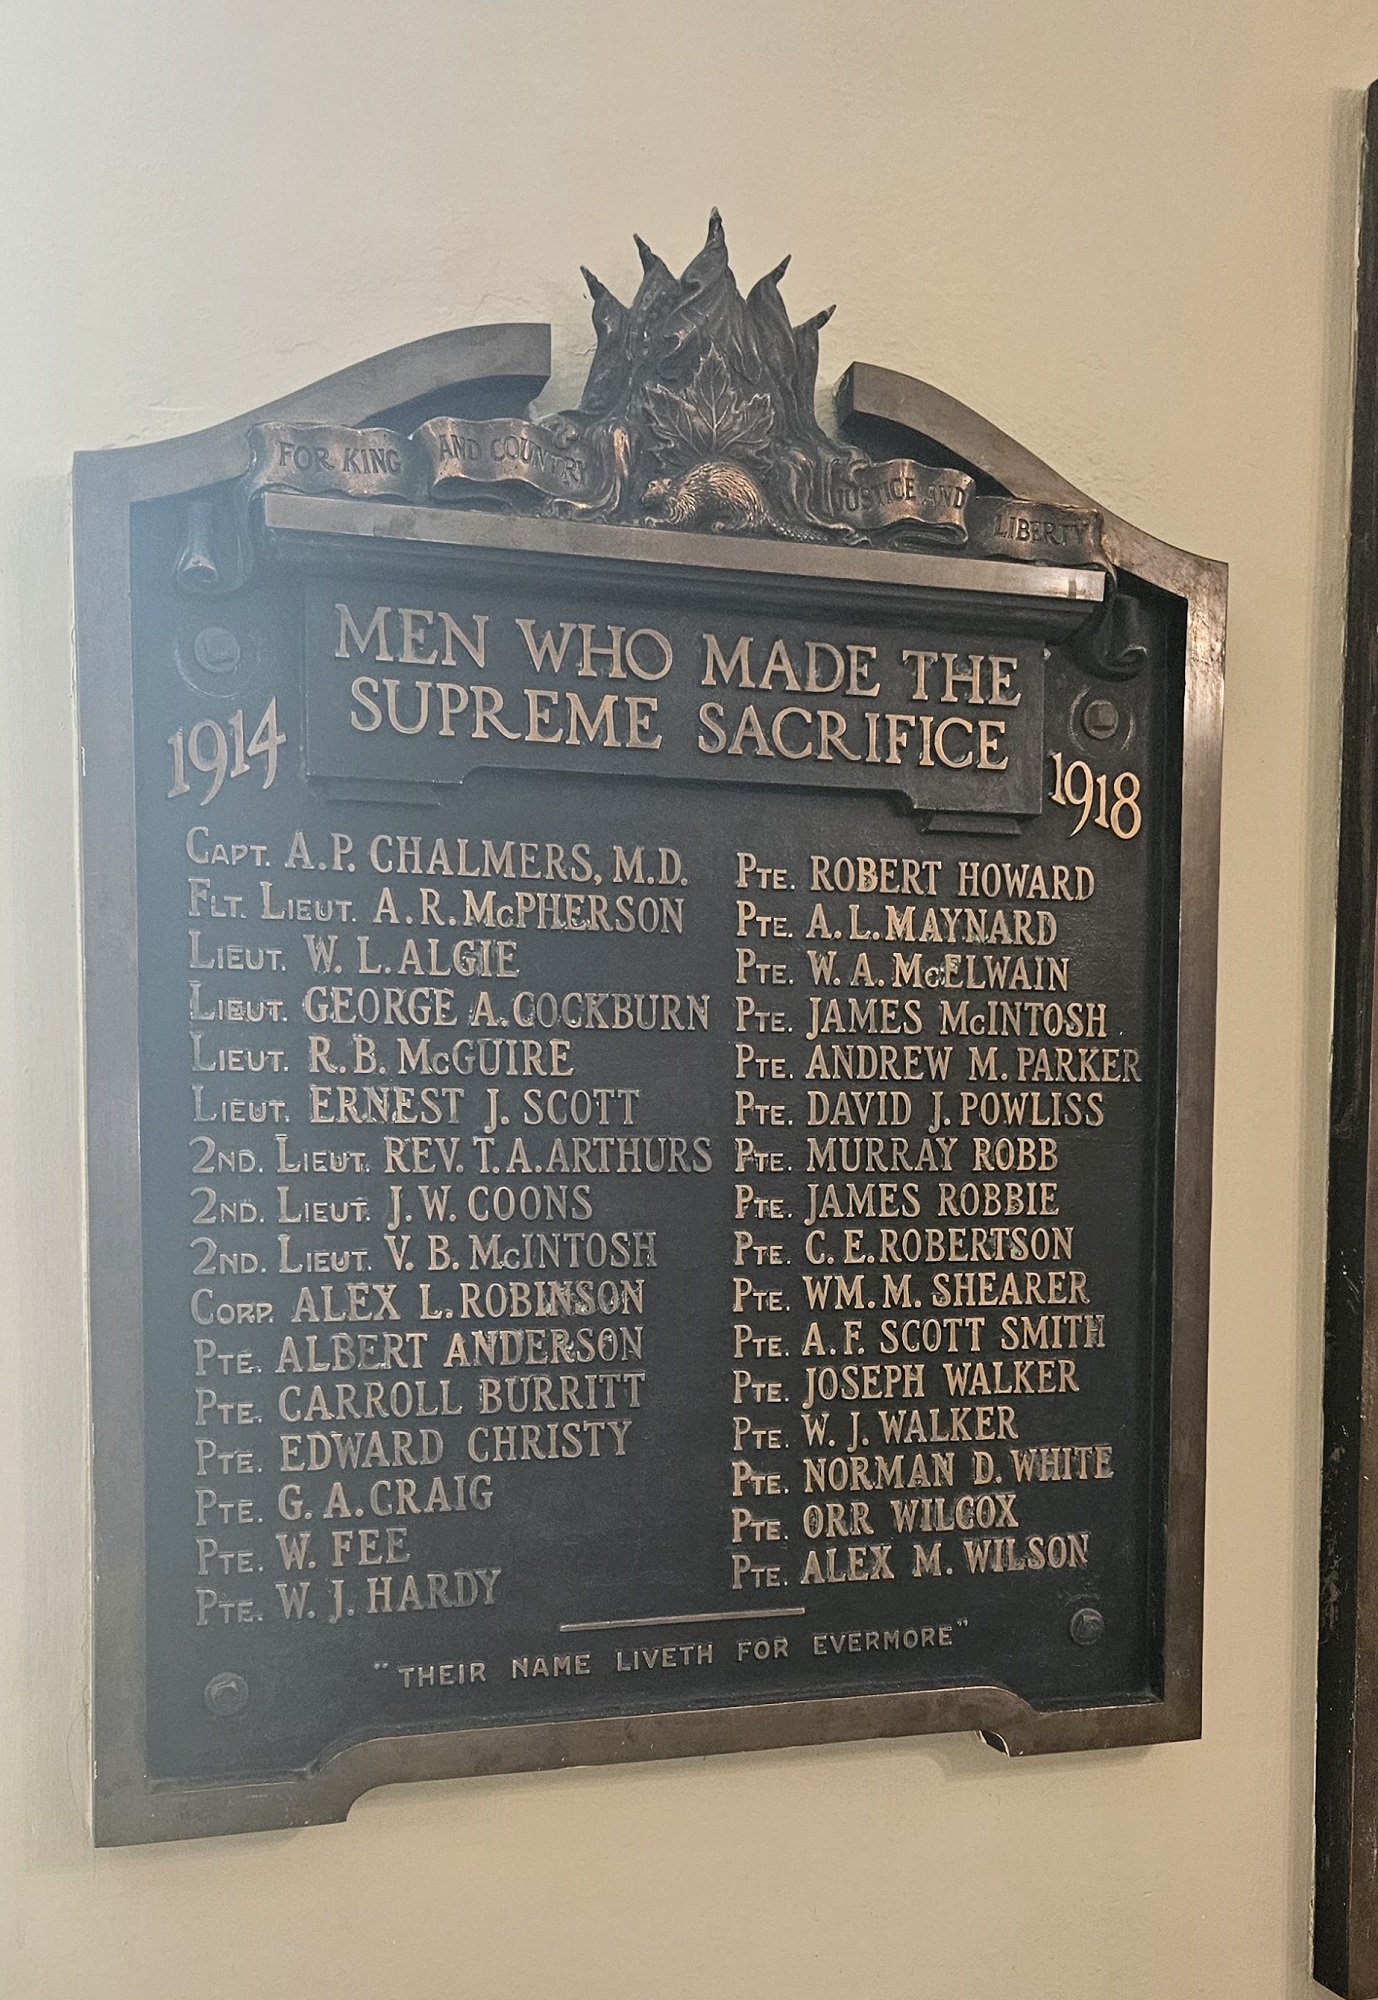 FOR KING AND COUNTRY JUSTICE AND LIBERTY
MEN WHO MADE THE
SUPREME SACRIFICE
1914
1918
CAPT. A.P. CHALMERS, M.D.
FLT. LIEUT. A.R. McPHERSON
LIEUT. W. L. ALGIE
LIEUT. GEORGE A. COCKBURN
LIEUT. R.B. McGUIRE
LIEUT. ERNEST J. SCOTT
2ND. LIEUT. REV. T. A. ARTHURS
2ND. LIEUT. J. W. COONS
2ND. LIEUT. V. B. McINTOSH
CORP. ALEX L. ROBINSON
PTE. ALBERT ANDERSON
PTE. CARROLL BURRITT
PTE. EDWARD CHRISTY
PTE. G. A. CRAIG
PTE. W. FEE
PTE. W. J. HARDY
PTE. ROBERT HOWARD
PTE. A. L. MAYNARD
PTE. W. A. McELWAIN
PTE. JAMES McINTOSH
PTE. ANDREW M. PARKER
PTE. DAVID J. POWLISS
PTE. MURRAY ROBB
PTE. JAMES ROBBIE
PTE. C. E. ROBERTSON
PTE. WM. M. SHEARER
PTE. A. F. SCOTT SMITH
PTE. JOSEPH WALKER
PTE. W. J. WALKER
PTE. NORMAN D. WHITE
PTE. ORR WILCOX
PTE. ALEX M. WILSON
"THEIR NAME LIVETH FOR EVERMORE"